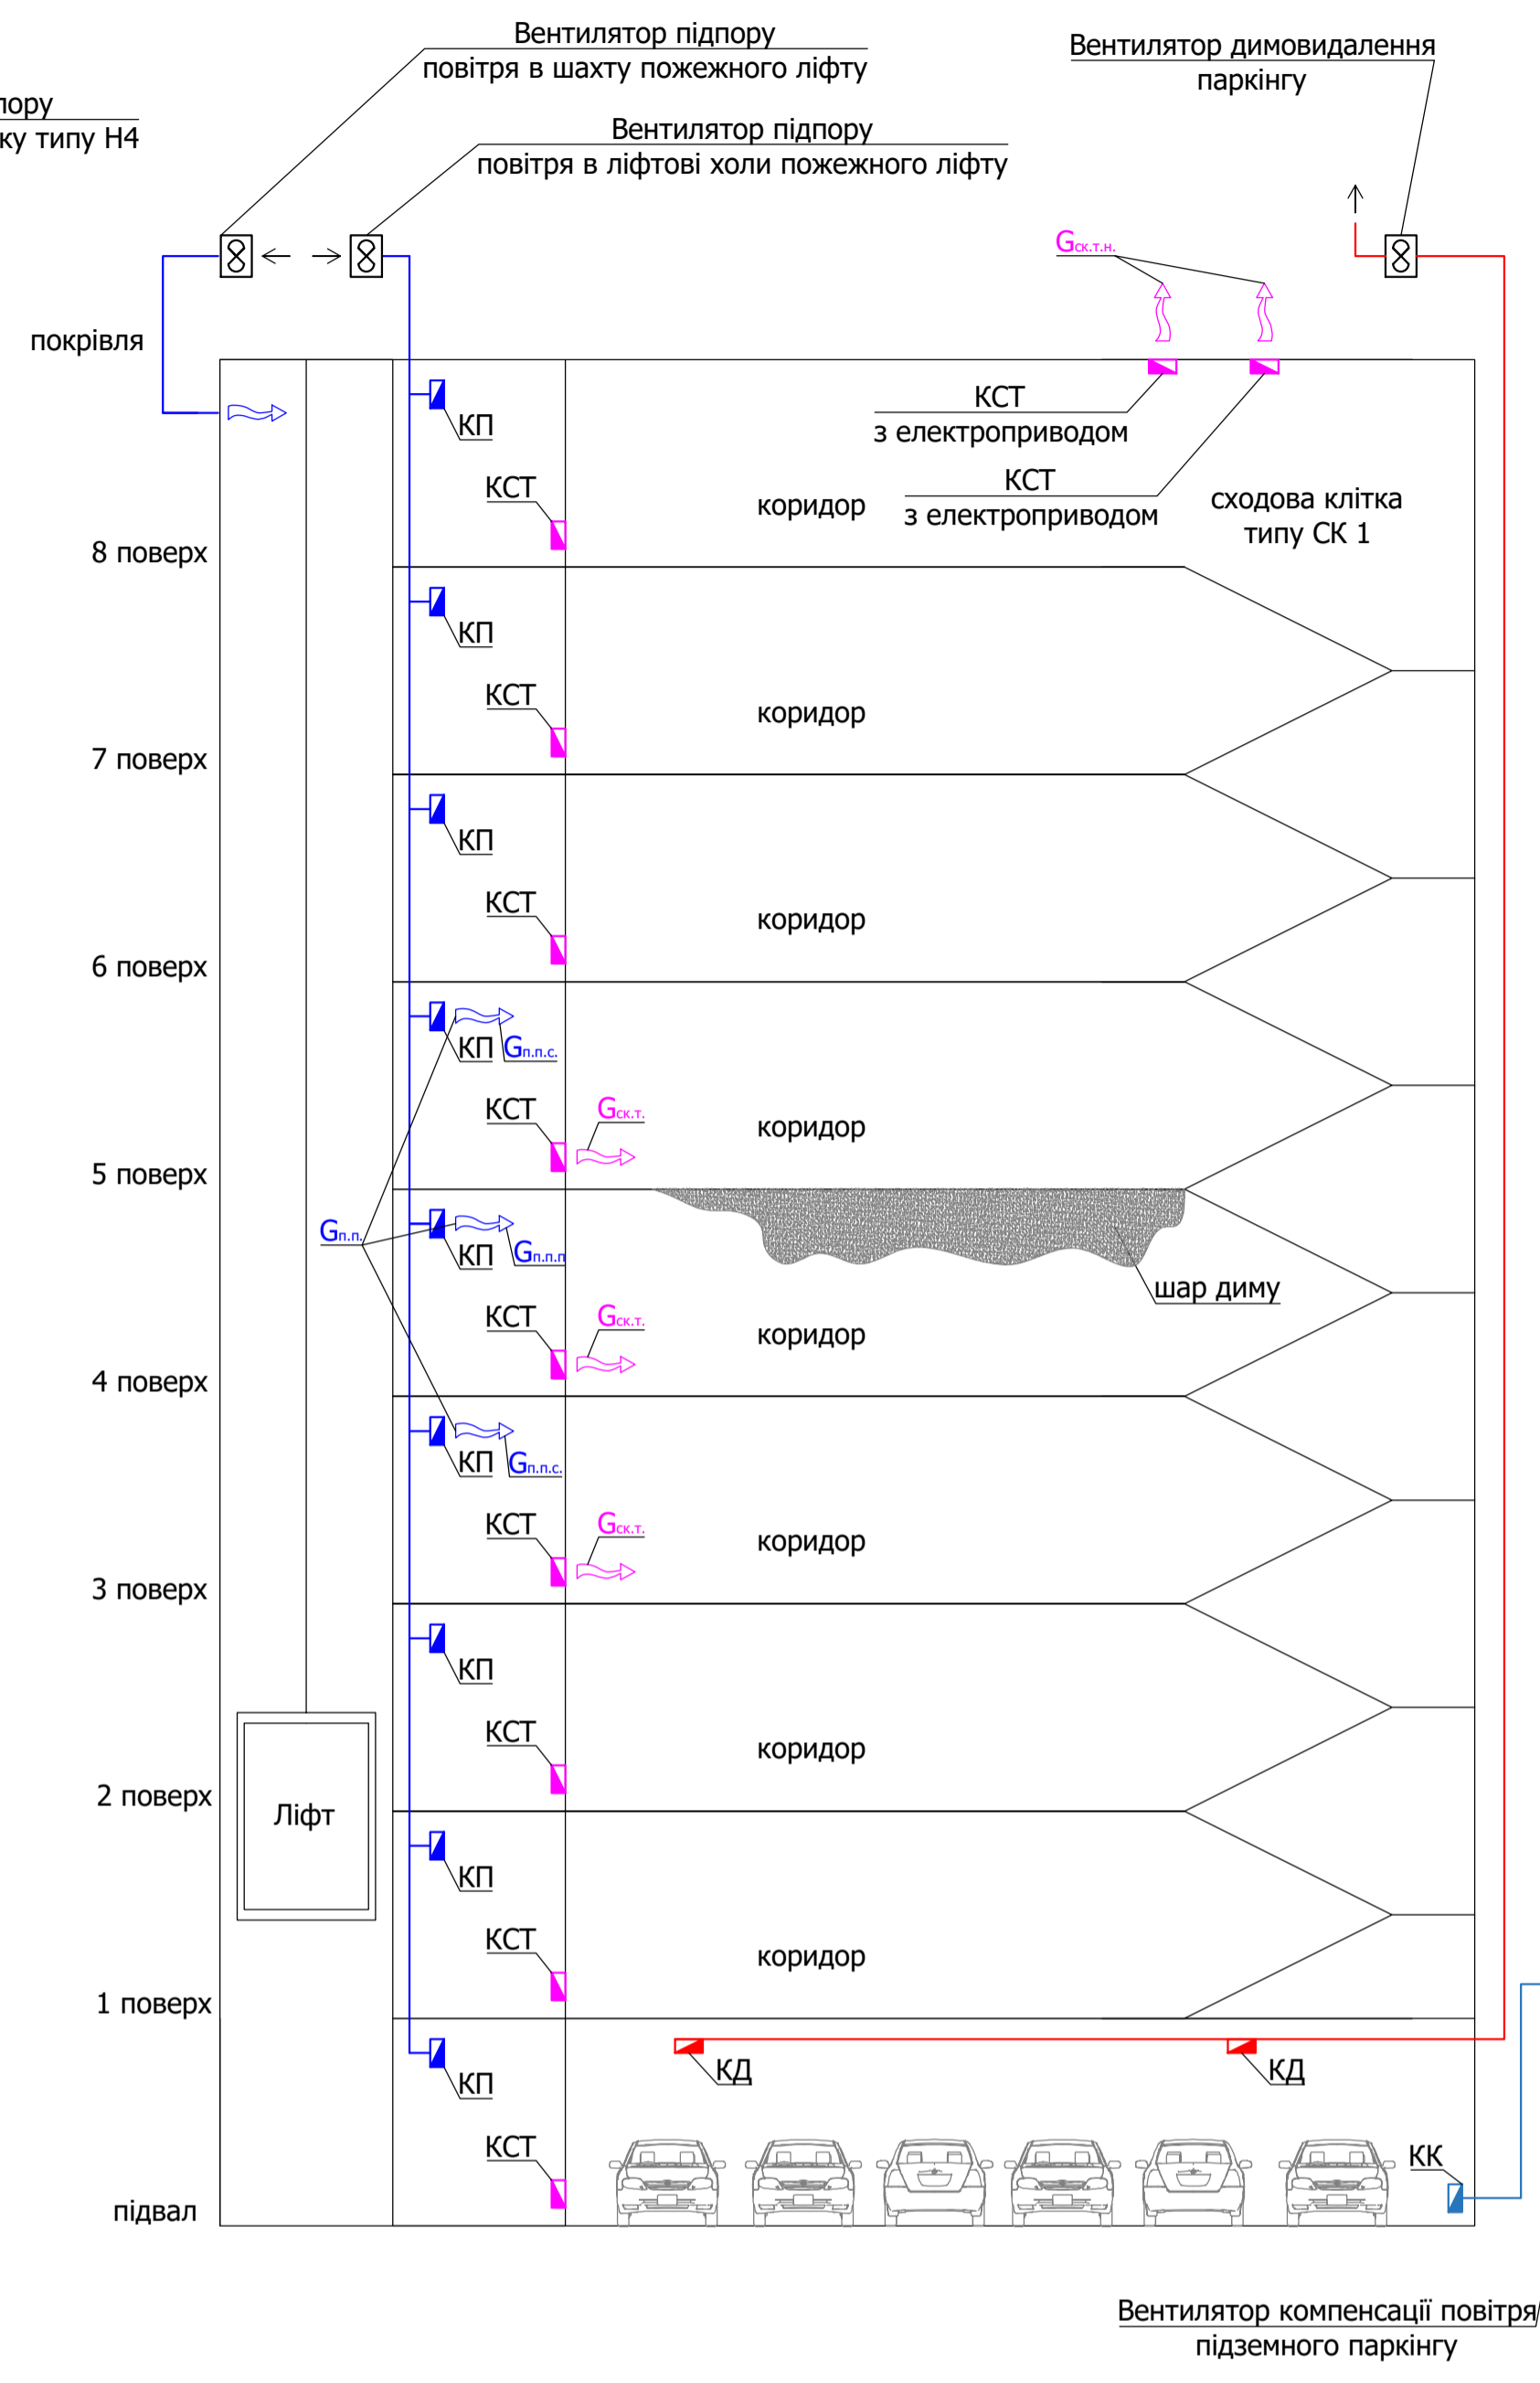 Вентилятор підпору
повітря в шахту пожежного ліфту
Вентилятор димовидалення
паркінгу
ку типу Н4
Вентилятор підпору
повітря в ліфтові холи пожежного ліфту
Gск.т.н.
покрівля
КП
КСТ
з електроприводом
КСТ
КСТ
з електроприводом
коридор
сходова клітка
типу СК 1
8 поверх
КП
КСТ
коридор
7 поверх
КП
КСТ
коридор
6 поверх
КП
Gп.п.с.
КСТ
Gск.т.
коридор
5 поверх
Gп.п.
КП
Gп.п.п
шар диму
КСТ
Gск.т.
коридор
4 поверх
КП
Gп.п.с.
КСТ
Gск.т.
коридор
3 поверх
КП
КСТ
коридор
2 поверх
Ліфт
КП
КСТ
коридор
1 поверх
КП
КД
КД
КСТ
КК
підвал
Вентилятор компенсації повітря
підземного паркінгу